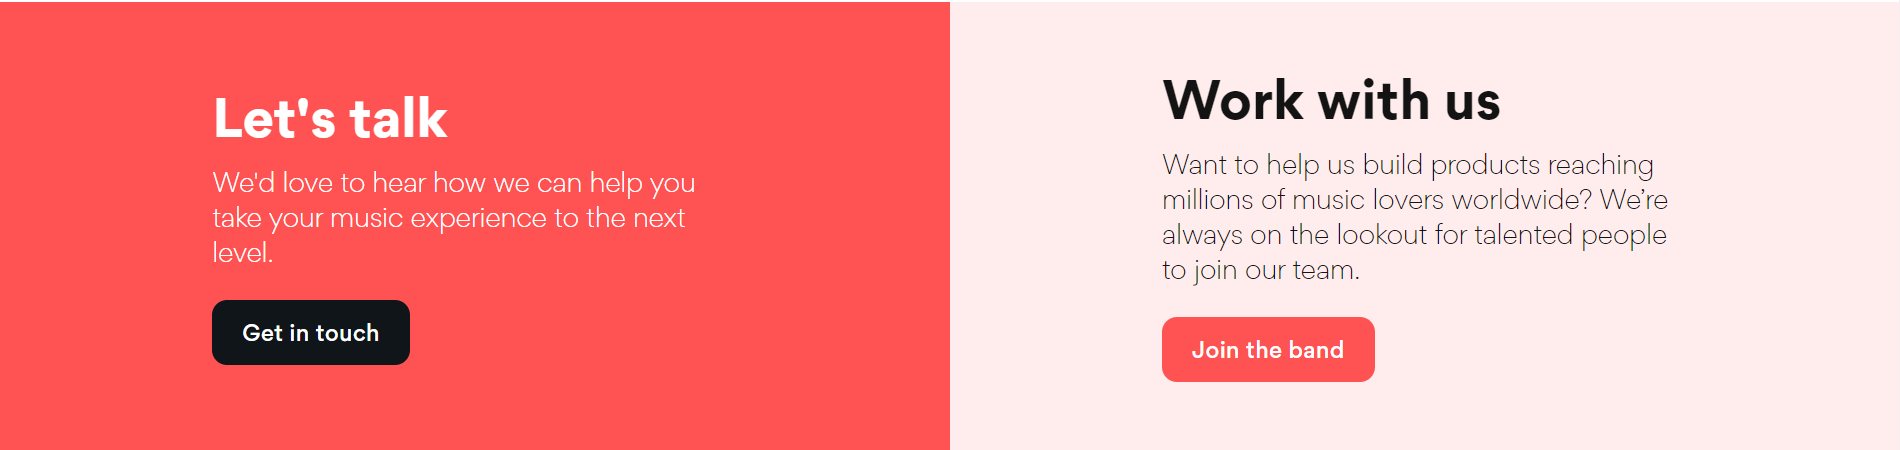 Let's talk
We'd love to hear how we can help you
take your music experience to the next
level.
Get in touch
Work with us
Want to help us build products reaching
millions of music lovers worldwide? We’re
always on the lookout for talented people
to join our team.
Join the band